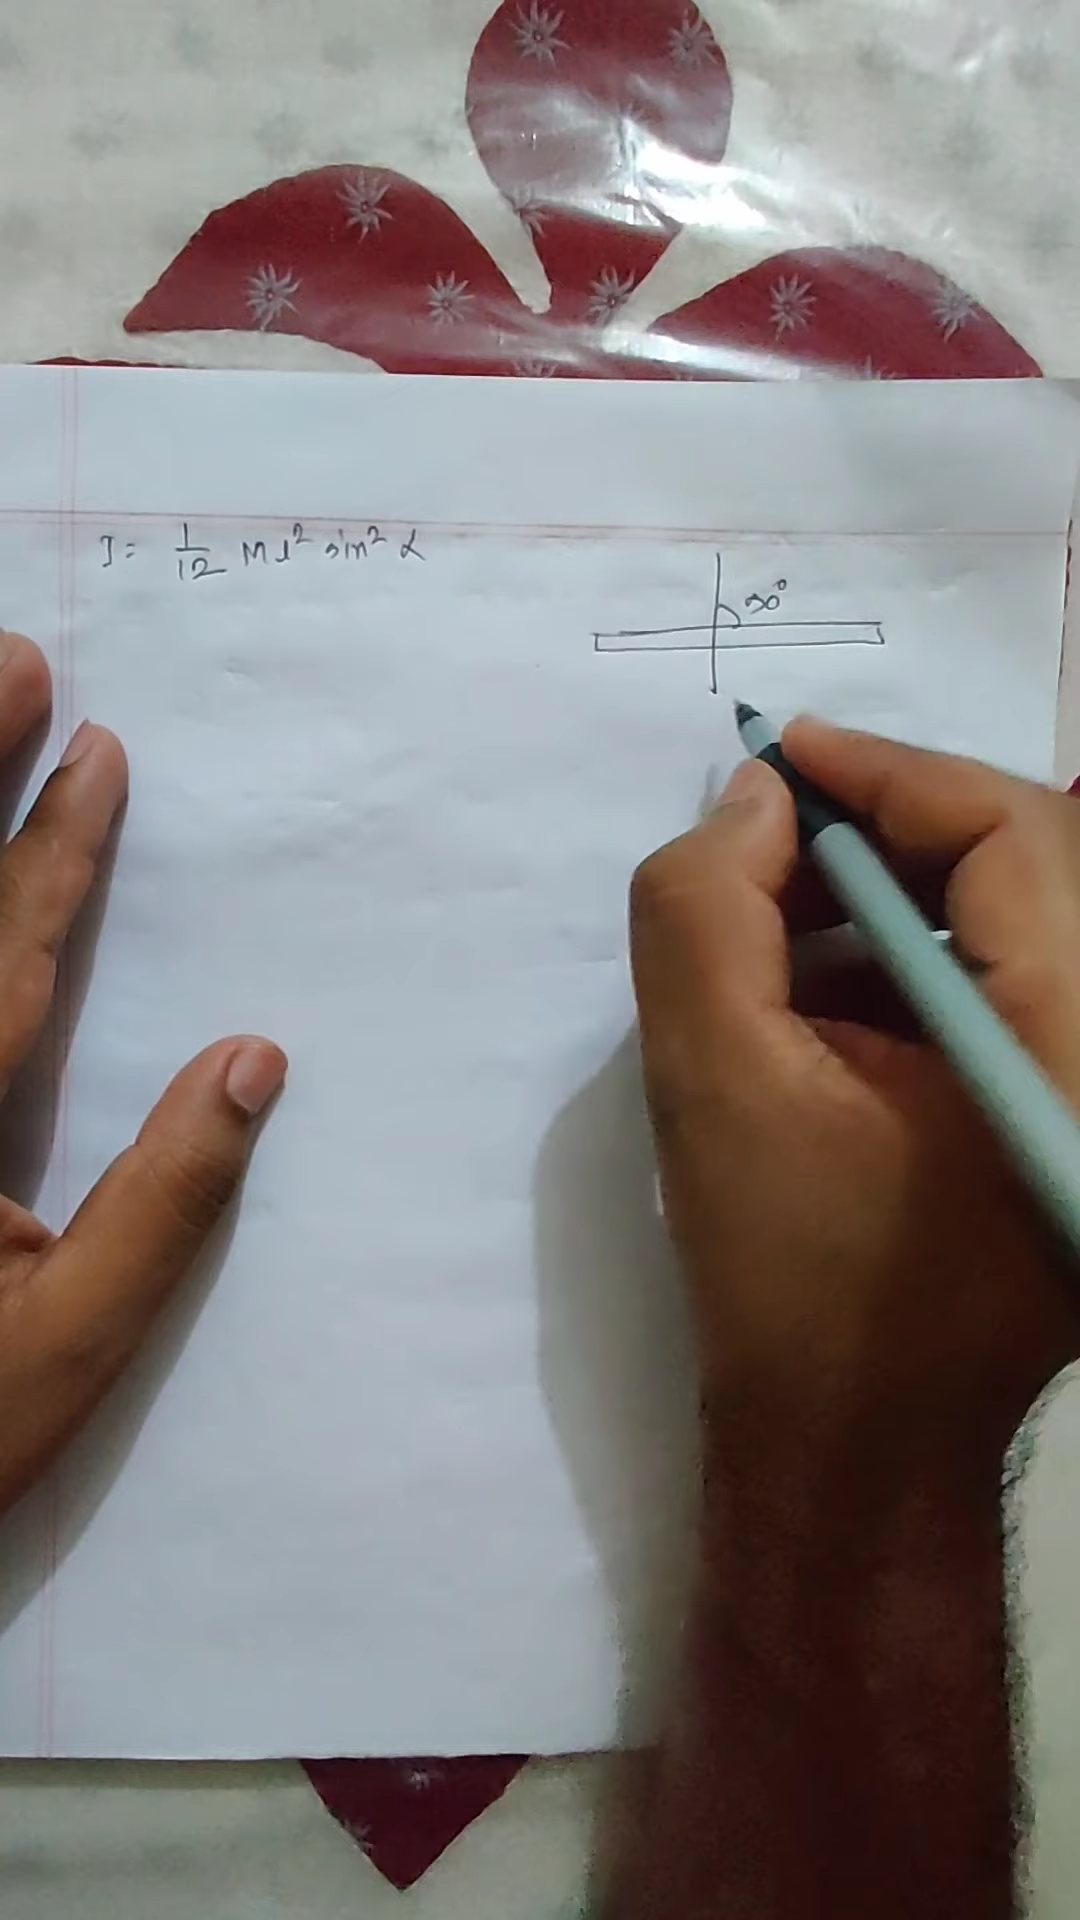 I = 1/12 Ml² sin² α
90°